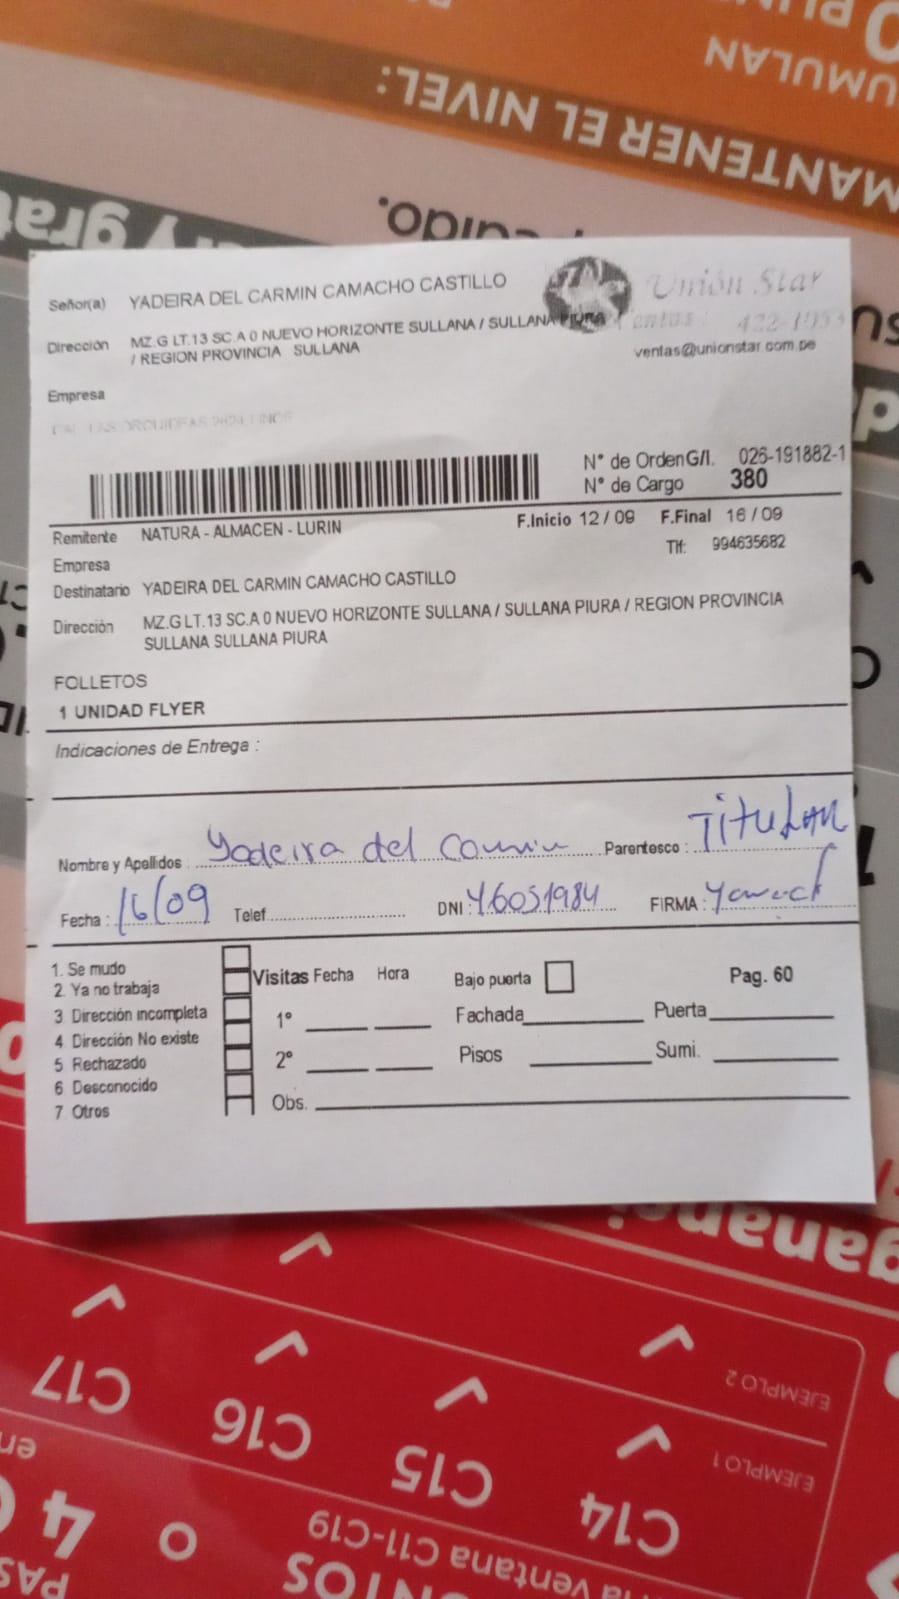 UMULAN
MANTENER EL NIVEL:
Señor(a) YADEIRA DEL CARMIN CAMACHO CASTILLO
Unión Star
Dirección MZ.G LT.13 SC.A 0 NUEVO HORIZONTE SULLANA / SULLANA PIURA
/ REGION PROVINCIA SULLANA
ventas@unionstar.com.pe
Empresa
N° de Orden G/I. 026-191882-1
N° de Cargo 380
Remitente NATURA - ALMACEN - LURIN F.Inicio 12 / 09 F.Final 16 / 09
Empresa Tlf: 994635682
Destinatario YADEIRA DEL CARMIN CAMACHO CASTILLO
Dirección MZ.G LT.13 SC.A 0 NUEVO HORIZONTE SULLANA / SULLANA PIURA / REGION PROVINCIA
SULLANA SULLANA PIURA
FOLLETOS
1 UNIDAD FLYER
Indicaciones de Entrega :
Nombre y Apellidos : Yadeira del Carmin Parentesco : TITULAR
Fecha : 16/09 Telef. DNI : 46051984 FIRMA :
1. Se mudo
2. Ya no trabaja
3. Dirección incompleta
4. Dirección No existe
5. Rechazado
6. Desconocido
7. Otros
Visitas Fecha Hora Bajo puerta Pag. 60
1° Fachada Puerta
2° Pisos Sumi.
Obs.
EJEMPLO 2
EJEMPLO 1
C17 C16 C15 C14
ventana C11-C19